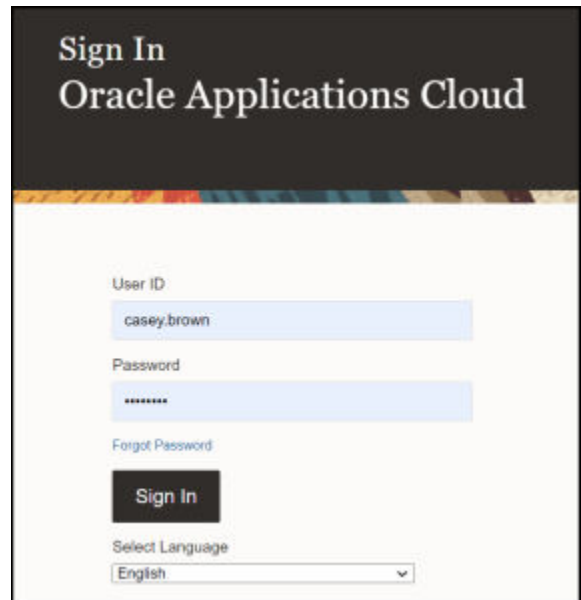 Sign In
Oracle Applications Cloud
User ID
casey.brown
Password
••••••••
Forgot Password
Sign In
Select Language
English